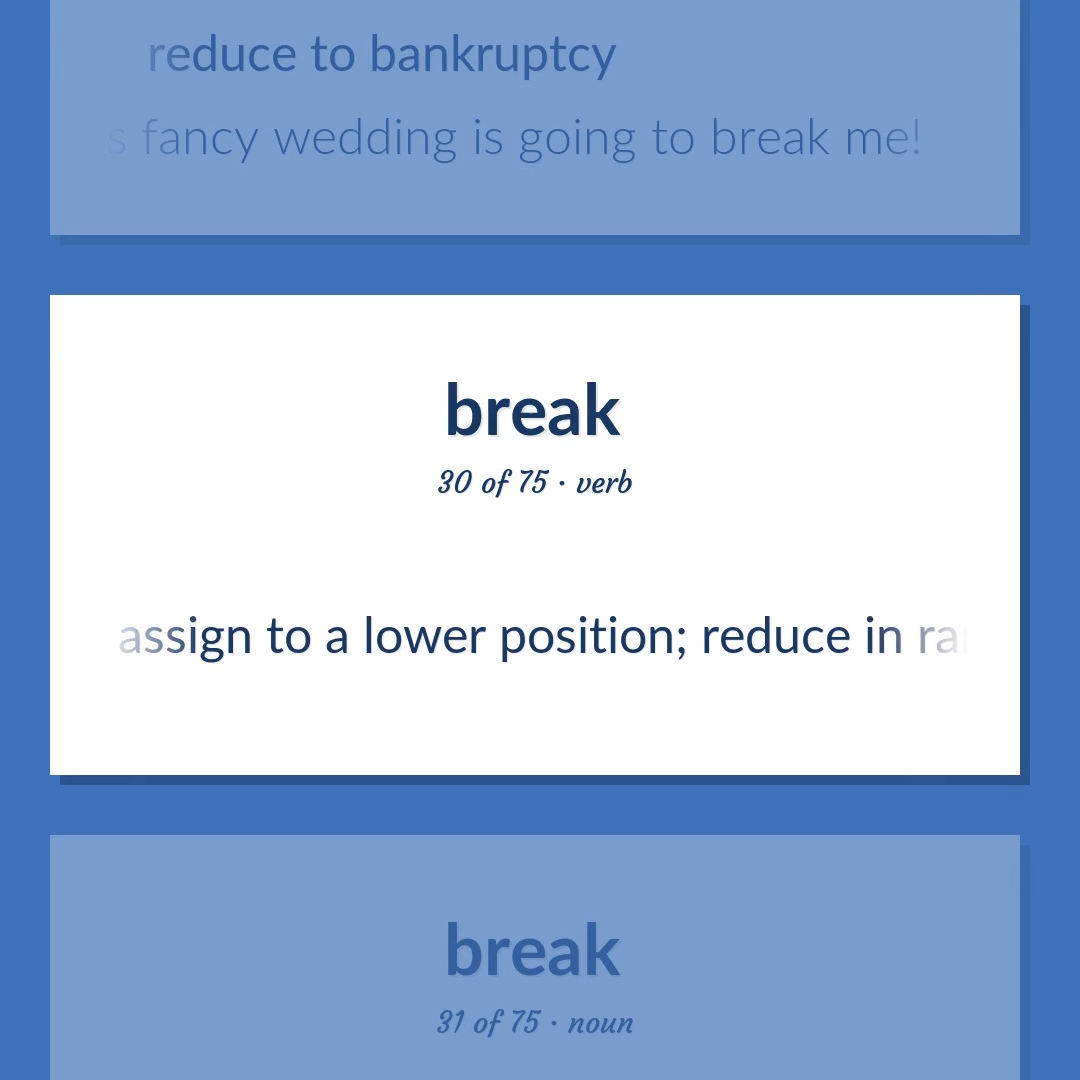 reduce to bankruptcy
fancy wedding is going to break me!
break
30 of 75 · verb
assign to a lower position; reduce in
break
31 of 75 · noun